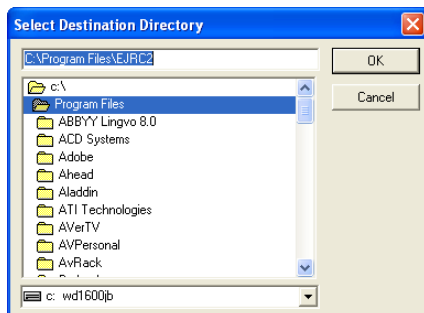 Select Destination Directory
C:\Program Files\EJRC2
OK
Cancel
c:\
Program Files
ABBYY Lingvo 8.0
ACD Systems
Adobe
Ahead
Aladdin
ATI Technologies
AVerTV
AVPersonal
AvRack
c: wd1600jb